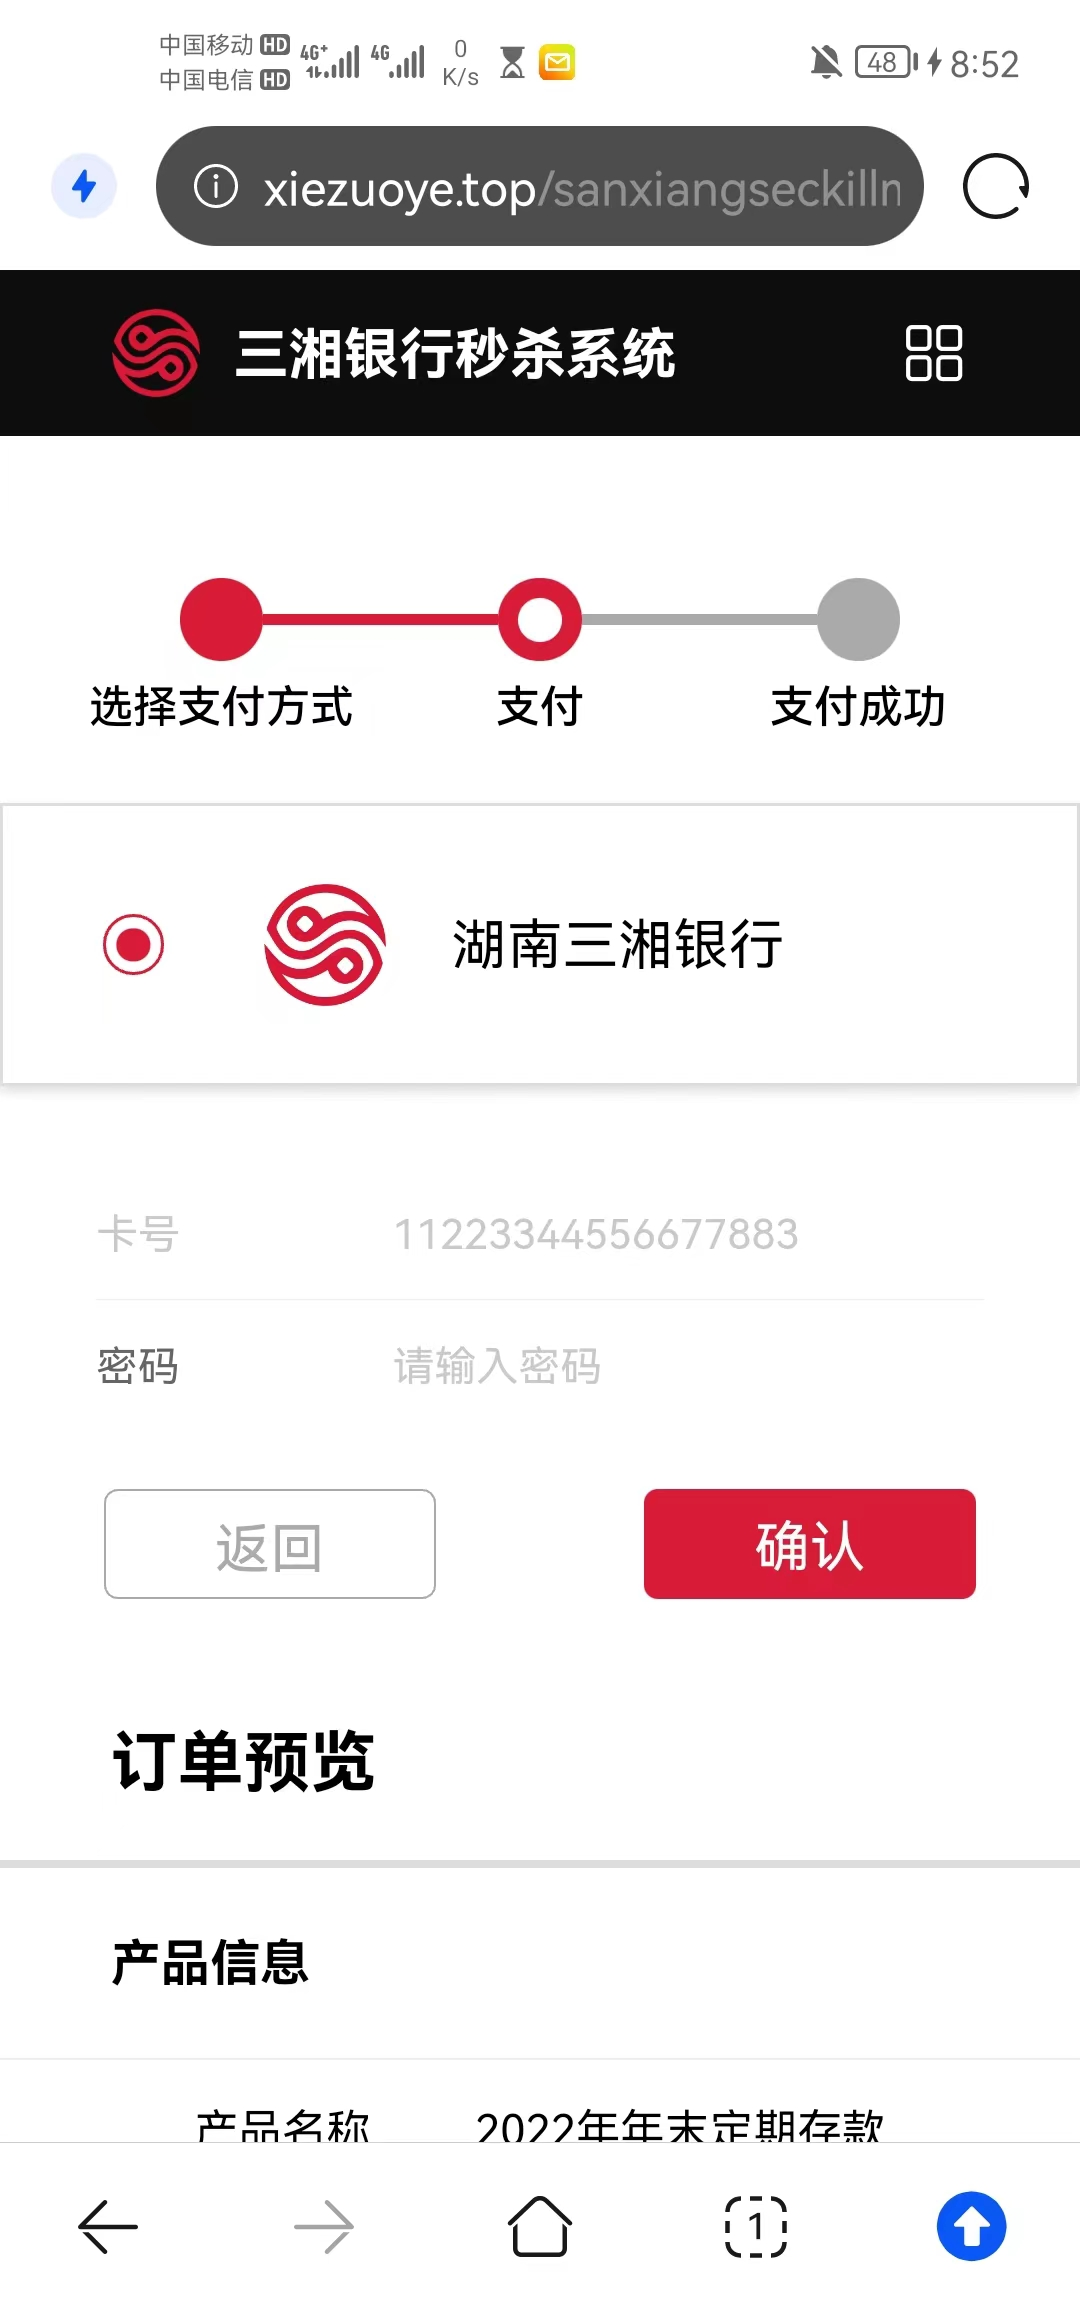 中国移动 HD 4G+ 4G 0 K/s 48 8:52
中国电信 HD
xiezuoye.top/sanxiangseckilln
三湘银行秒杀系统
选择支付方式 支付 支付成功
湖南三湘银行
卡号 11223344556677883
密码 请输入密码
返回 确认
订单预览
产品信息
产品名称 2022年年末定期存款
1